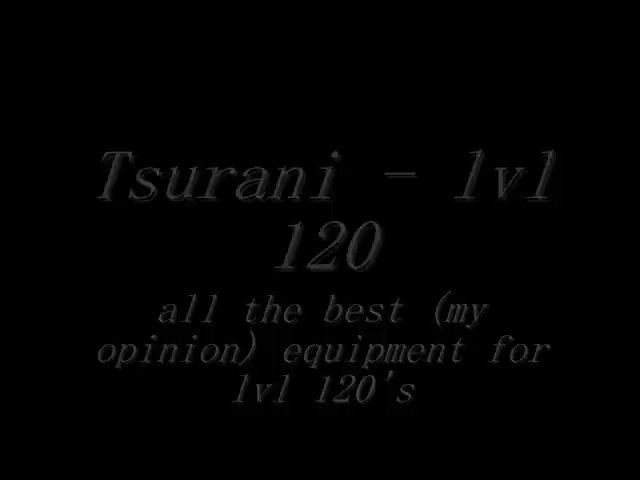 Tsurani - lvl
120
all the best (my
opinion) equipment for
lvl 120's